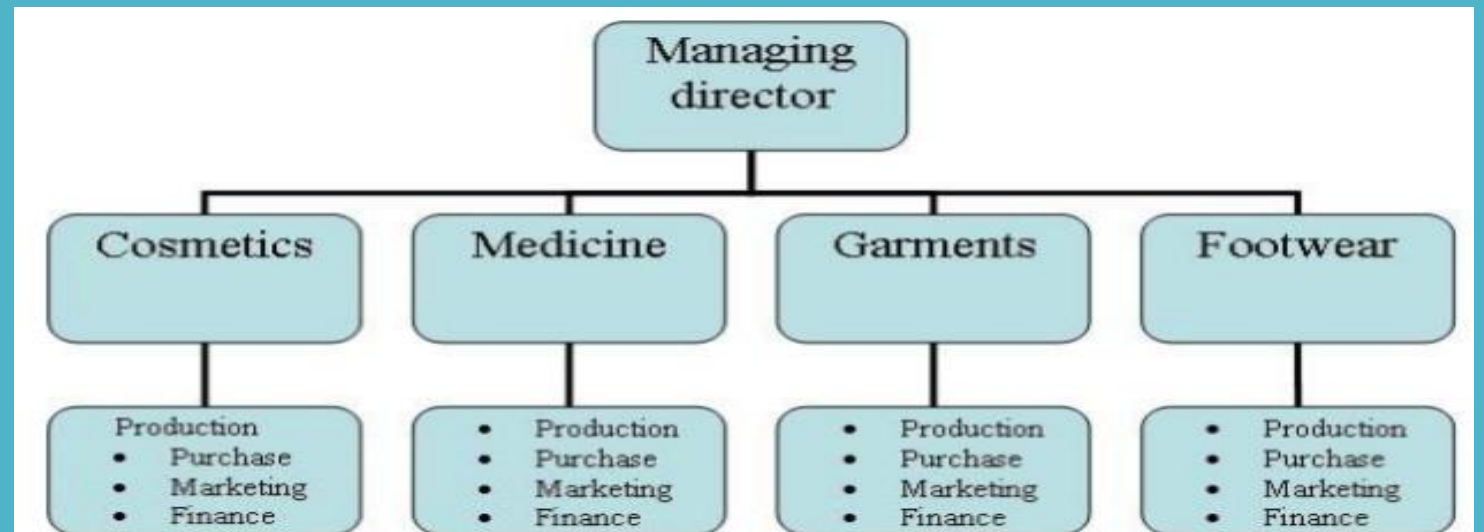 Managing
director
Cosmetics
Medicine
Garments
Footwear
Production
• Purchase
• Marketing
• Finance
• Production
• Purchase
• Marketing
• Finance
• Production
• Purchase
• Marketing
• Finance
• Production
• Purchase
• Marketing
• Finance